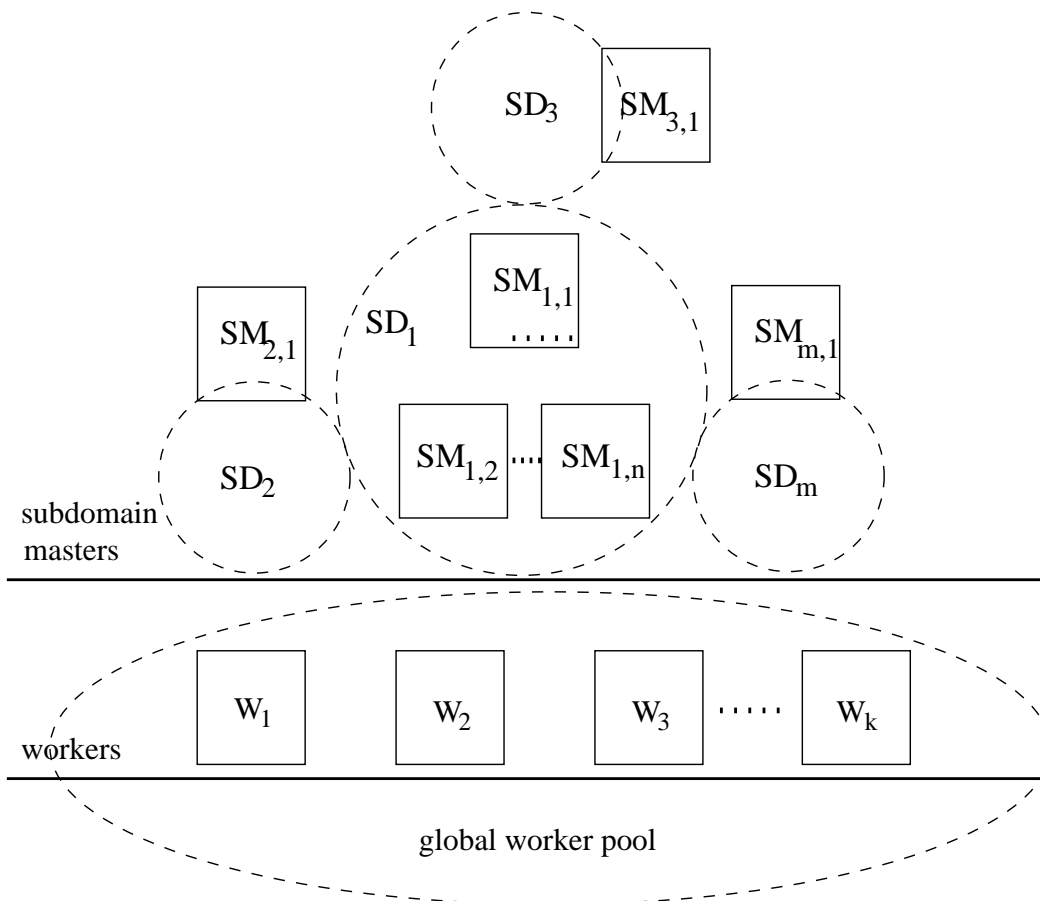 SD3
SM3,1
SM1,1
SD1
SM2,1
SMm,1
SM1,2
SM1,n
SD2
SDm
subdomain
masters
W1
W2
W3
Wk
workers
global worker pool